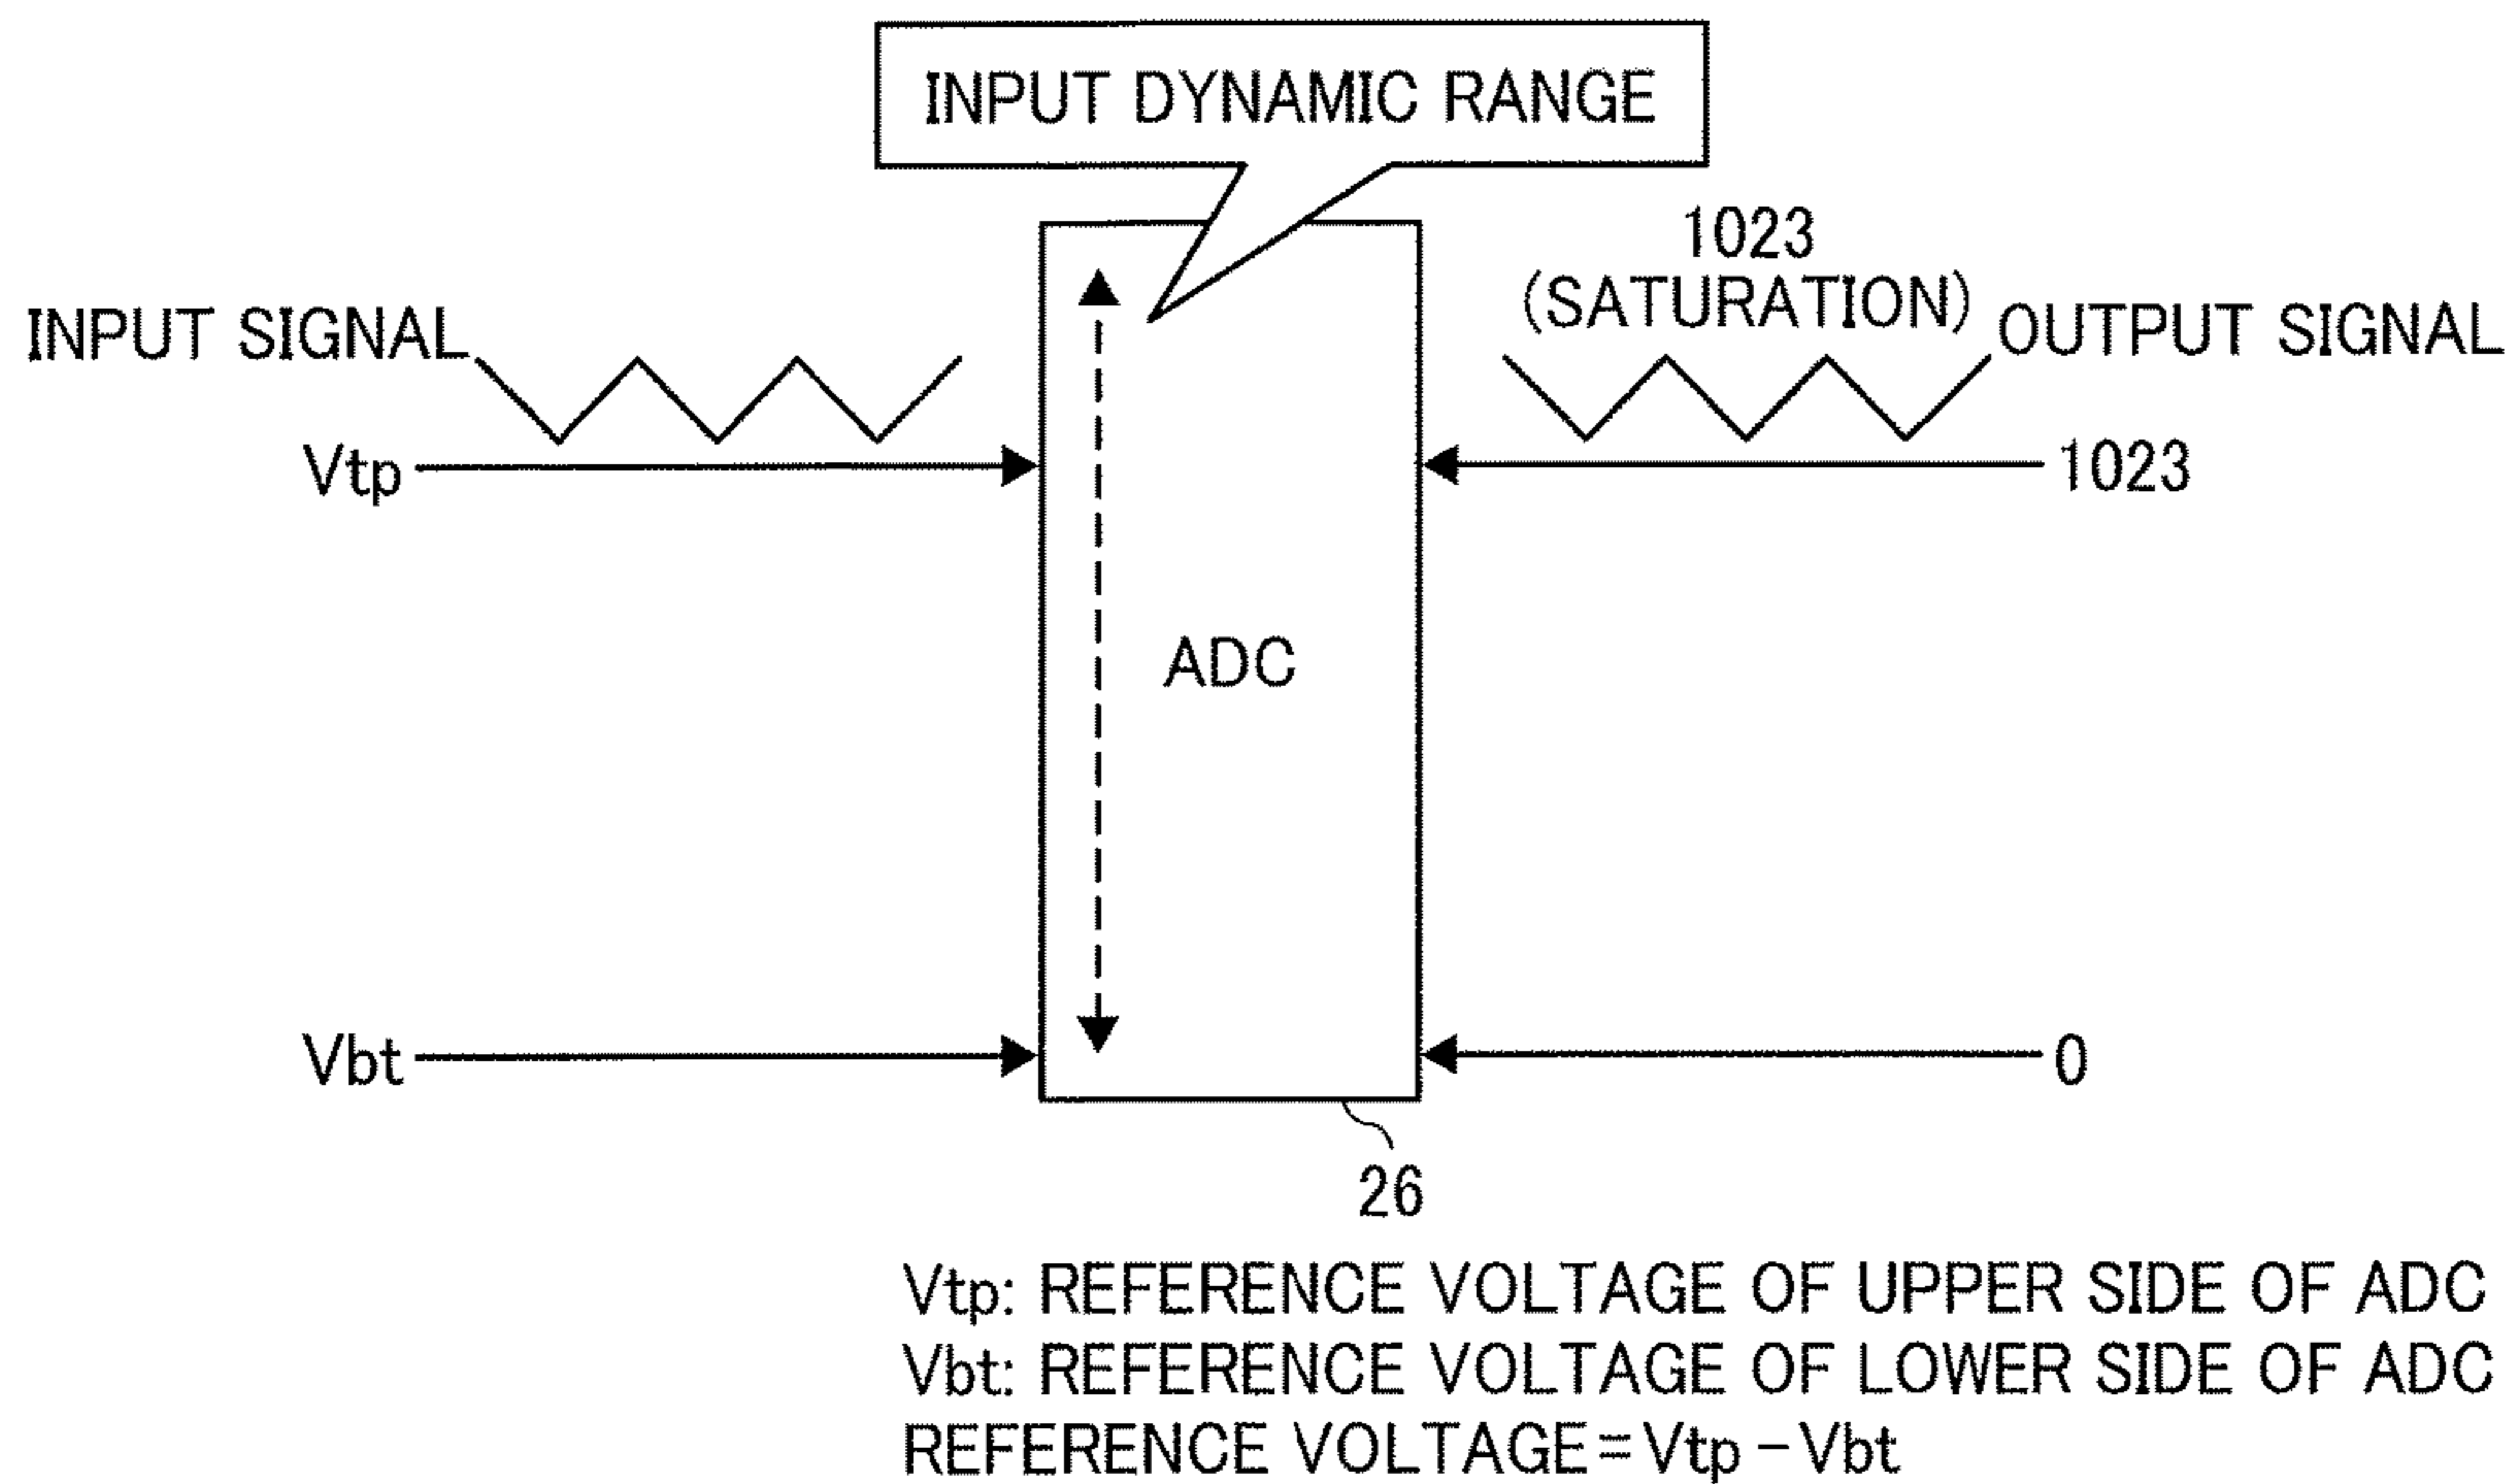 INPUT DYNAMIC RANGE
1023
(SATURATION)
INPUT SIGNAL
OUTPUT SIGNAL
Vtp
1023
ADC
Vbt
0
26
Vtp: REFERENCE VOLTAGE OF UPPER SIDE OF ADC
Vbt: REFERENCE VOLTAGE OF LOWER SIDE OF ADC
REFERENCE VOLTAGE=Vtp-Vbt